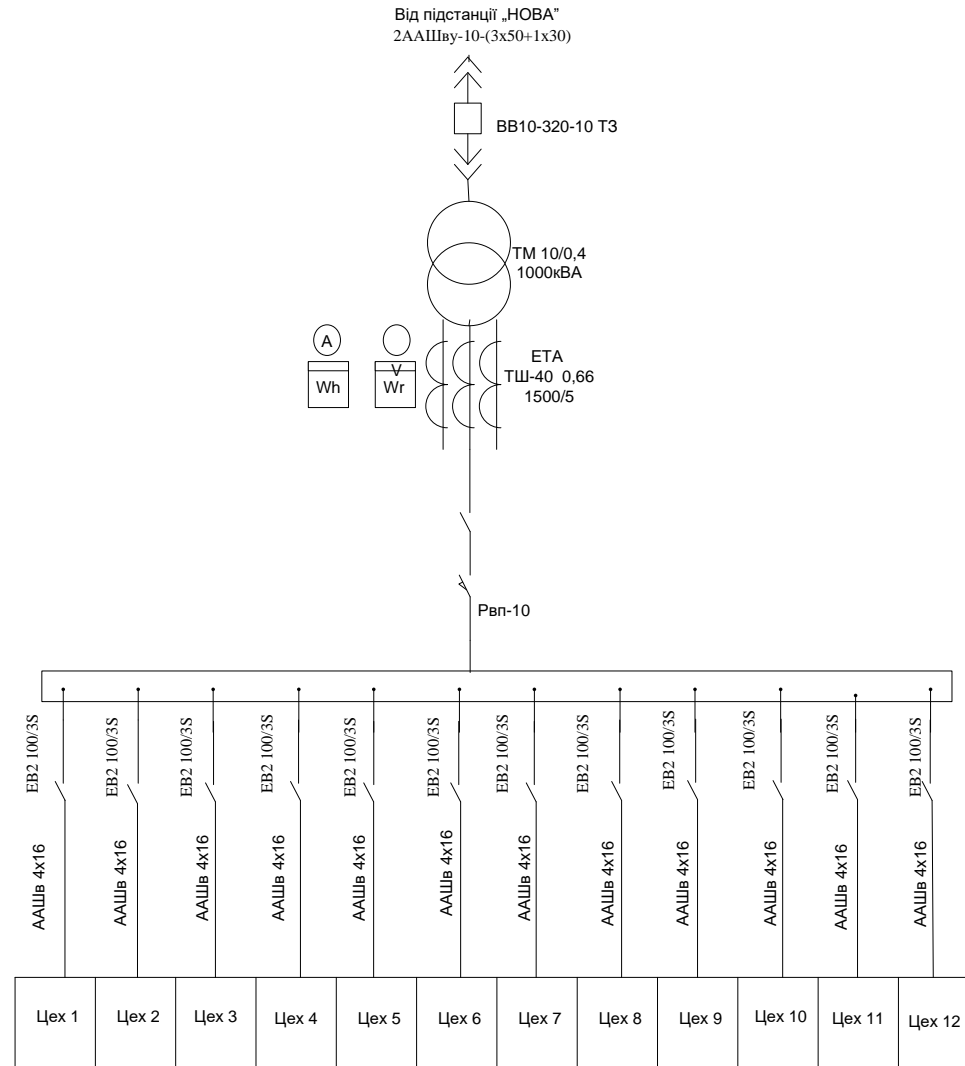 Від підстанції „НОВА”
2ААШву-10-(3х50+1х30)
ВВ10-320-10 Т3
ТМ 10/0,4
1000кВА
А
V
Wh
Wr
ЕТА
ТШ-40 0,66
1500/5
Рвп-10
ЕВ2 100/3S
ЕВ2 100/3S
ЕВ2 100/3S
ЕВ2 100/3S
ЕВ2 100/3S
ЕВ2 100/3S
ЕВ2 100/3S
ЕВ2 100/3S
ЕВ2 100/3S
ЕВ2 100/3S
ЕВ2 100/3S
ЕВ2 100/3S
ААШв 4х16
ААШв 4х16
ААШв 4х16
ААШв 4х16
ААШв 4х16
ААШв 4х16
ААШв 4х16
ААШв 4х16
ААШв 4х16
ААШв 4х16
ААШв 4х16
ААШв 4х16
Цех 1
Цех 2
Цех 3
Цех 4
Цех 5
Цех 6
Цех 7
Цех 8
Цех 9
Цех 10
Цех 11
Цех 12